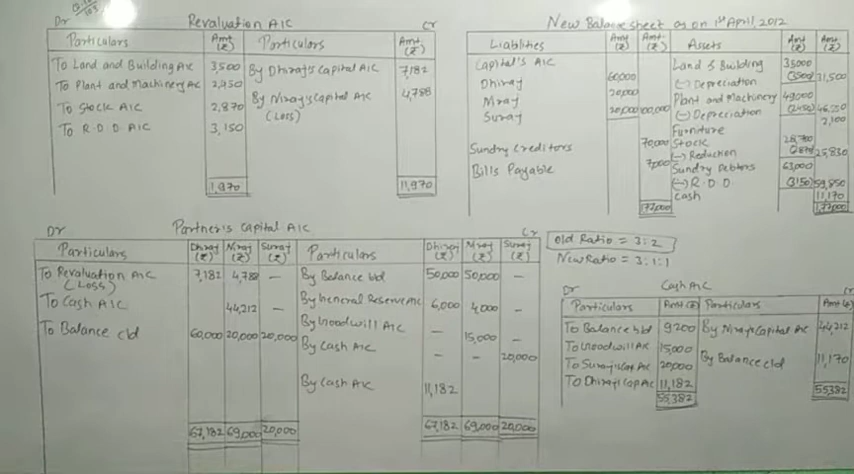 Dr Revaluation A/C Cr
Particulars Amt (₹) Particulars Amt (₹)
To Land and Building A/C 3,500 By Dhiraj's Capital A/C 7,182
To Plant and Machinery A/C 2,450 By Niraj's Capital A/C 4,788
To Stock A/C 2,870 (Loss)
To R.D.D. A/C 3,150
11,970 11,970
New Balance sheet as on 1st April, 2012
Liablities Amt (₹) Amt (₹) Assets Amt (₹) Amt (₹)
Capital's A/C Land & Building 35000
Dhiraj 60,000 (-) Depreciation (3500) 31,500
Niraj 20,000 Plant and Machinery 49,000
Suraj 20,000 1,00,000 (-) Depreciation (2450) 46,550
Furniture 2,100
Sundry Creditors 70,000 Stock 28,700
(-) Reduction (2870) 25,830
Bills Payable 7,000 Sundry Debtors 63,000
(-) R.D.D. (3150) 59,850
Cash 11,170
1,77,000 1,77,000
Dr Partner's Capital A/C Cr
Particulars Dhiraj (₹) Niraj (₹) Suraj (₹) Particulars Dhiraj (₹) Niraj (₹) Suraj (₹)
To Revaluation A/C 7,182 4,788 – By Balance b/d 50,000 50,000 –
(Loss)
To Cash A/C 44,212 – By General Reserve A/C 6,000 4,000 –
By Goodwill A/C – 15,000 –
To Balance c/d 60,000 20,000 20,000 By Cash A/C – – 20,000
By Cash A/C 11,182
67,182 69,000 20,000 67,182 69,000 20,000
Old Ratio = 3:2
New Ratio = 3:1:1
Dr Cash A/C Cr
Particulars Amt (₹) Particulars Amt (₹)
To Balance b/d 9200 By Niraj's Capital A/C 44,212
To Goodwill A/C 15,000
To Suraj's Cap A/C 20,000 By Balance c/d 11,170
To Dhiraj's Cap A/C 11,182
55,382 55,382